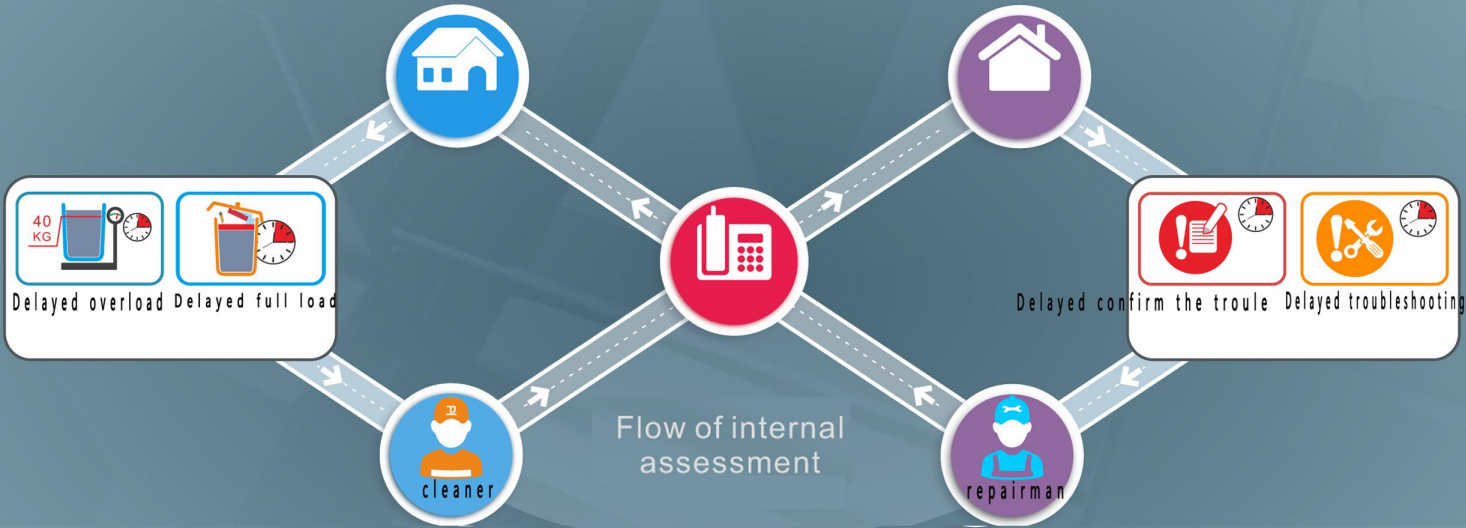 40
KG
Delayed overload
Delayed full load
Delayed confirm the troule
Delayed troubleshooting
Flow of internal
assessment
cleaner
repairman